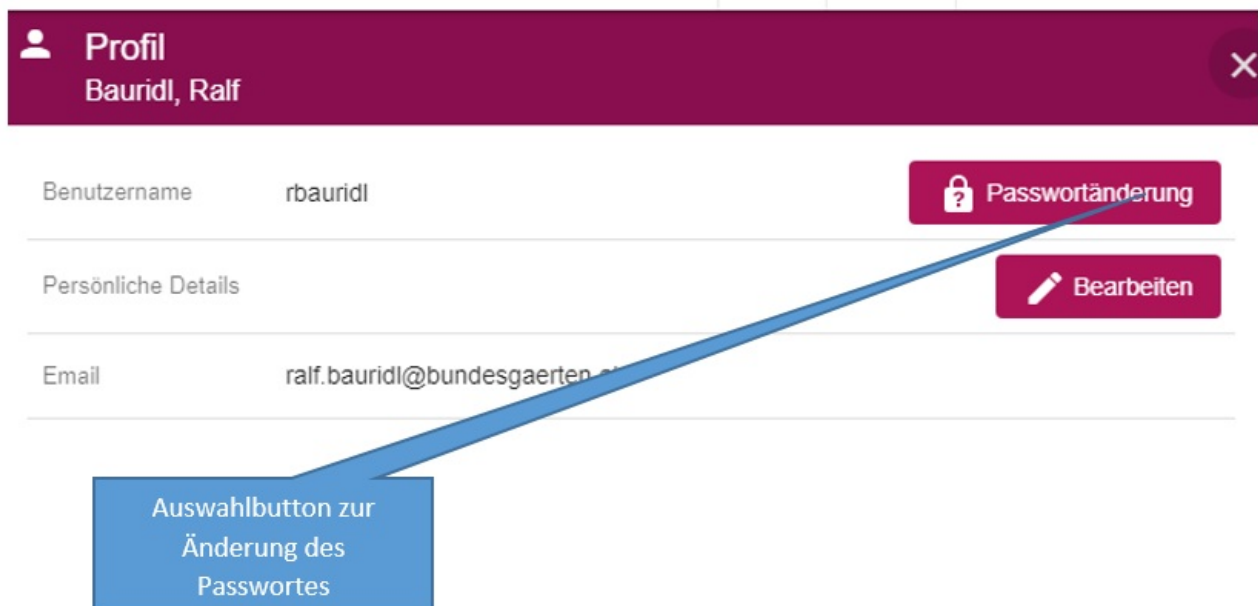 Profil
Bauridl, Ralf
Benutzername rbauridl Passwortänderung
Persönliche Details Bearbeiten
Email
Auswahlbutton zur
Änderung des
Passwortes